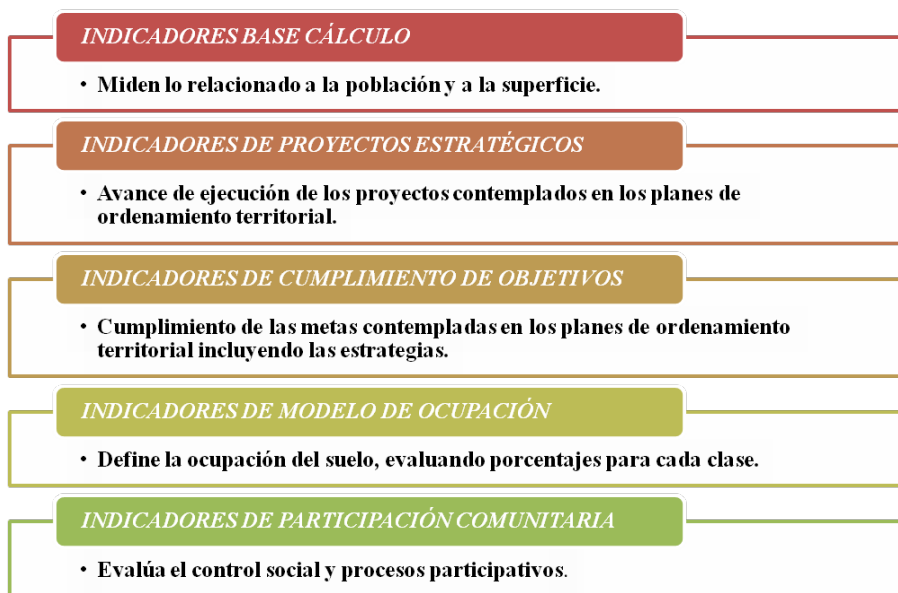 INDICADORES BASE CÁLCULO
• Miden lo relacionado a la población y a la superficie.
INDICADORES DE PROYECTOS ESTRATÉGICOS
• Avance de ejecución de los proyectos contemplados en los planes de
ordenamiento territorial.
INDICADORES DE CUMPLIMIENTO DE OBJETIVOS
• Cumplimiento de las metas contempladas en los planes de ordenamiento
territorial incluyendo las estrategias.
INDICADORES DE MODELO DE OCUPACIÓN
• Define la ocupación del suelo, evaluando porcentajes para cada clase.
INDICADORES DE PARTICIPACIÓN COMUNITARIA
• Evalúa el control social y procesos participativos.